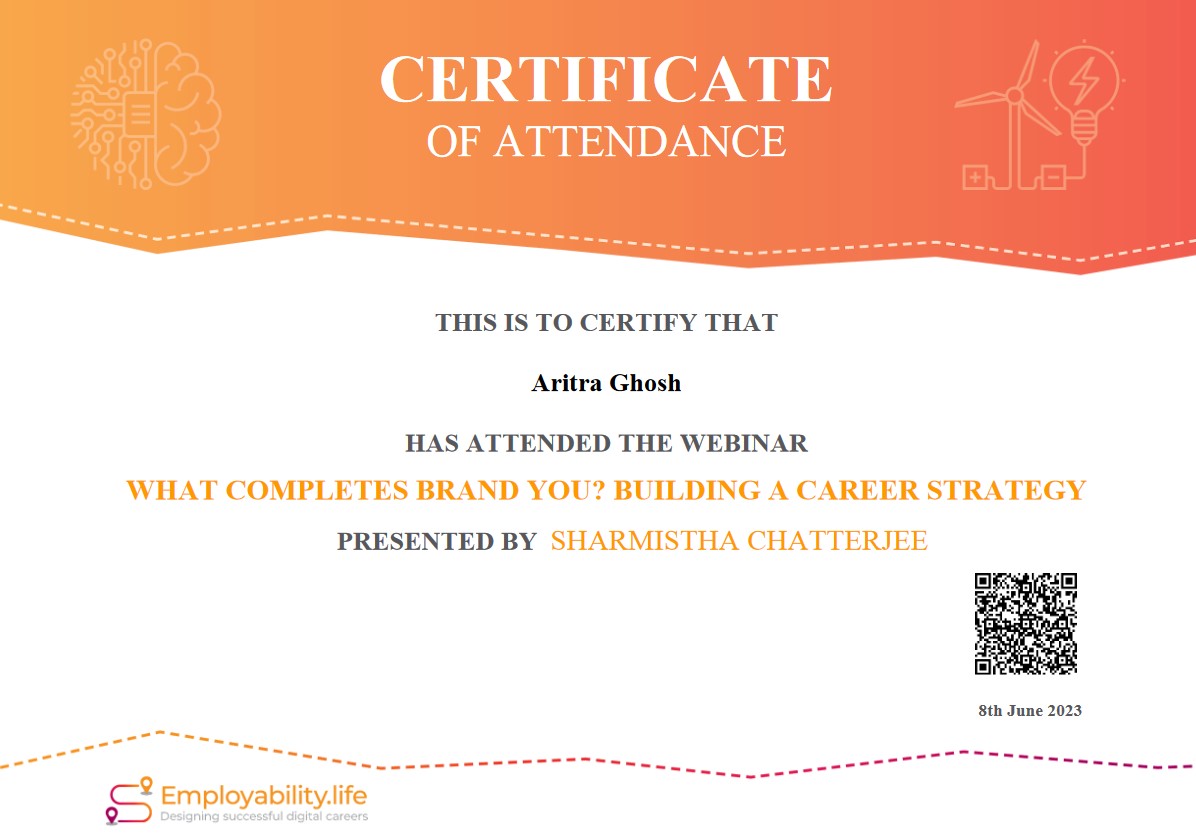 CERTIFICATE
OF ATTENDANCE
THIS IS TO CERTIFY THAT
Aritra Ghosh
HAS ATTENDED THE WEBINAR
WHAT COMPLETES BRAND YOU? BUILDING A CAREER STRATEGY
PRESENTED BY SHARMISTHA CHATTERJEE
8th June 2023
Employability.life
Designing successful digital careers